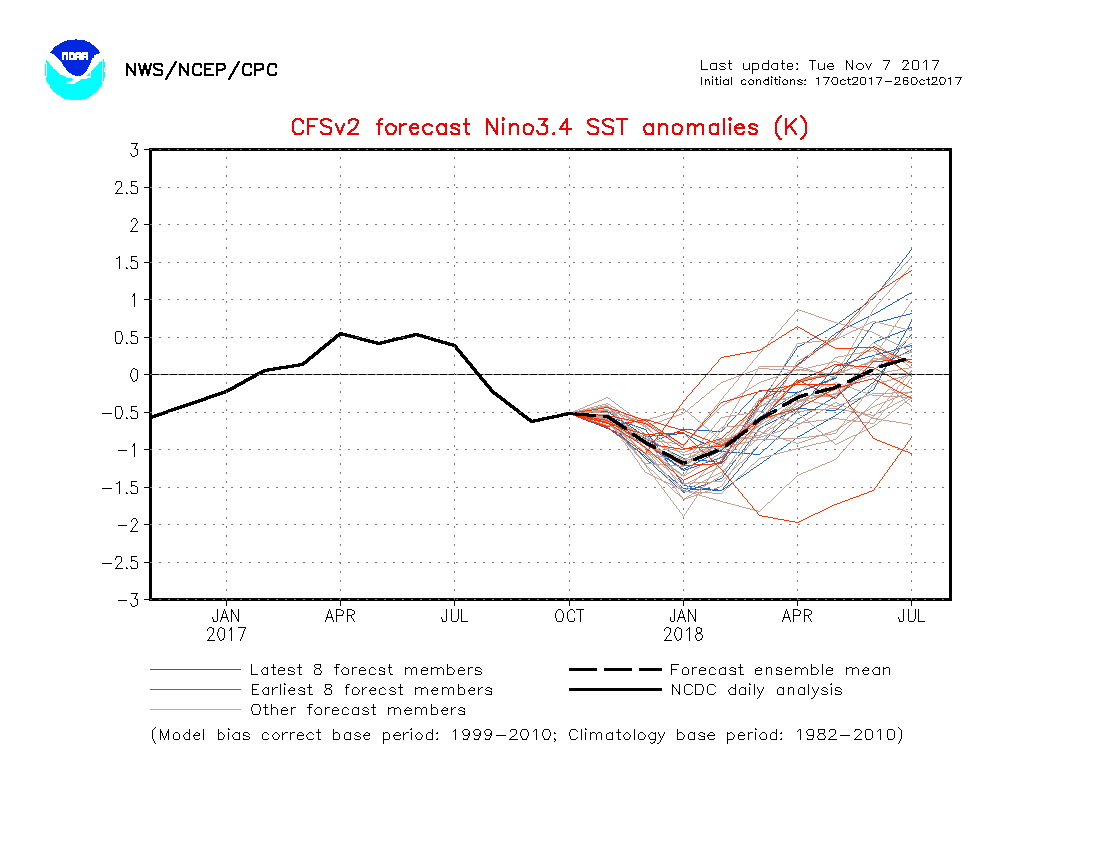 NOAA
NWS/NCEP/CPC
Last update: Tue Nov 7 2017
Initial conditions: 17Oct2017-26Oct2017
CFSv2 forecast Nino3.4 SST anomalies (K)
3
2.5
2
1.5
1
0.5
0
-0.5
-1
-1.5
-2
-2.5
-3
JAN APR JUL OCT JAN APR JUL
2017 2018
Latest 8 forecst members
Earliest 8 forecst members
Other forecast members
Forecast ensemble mean
NCDC daily analysis
(Model bias correct base period: 1999-2010; Climatology base period: 1982-2010)